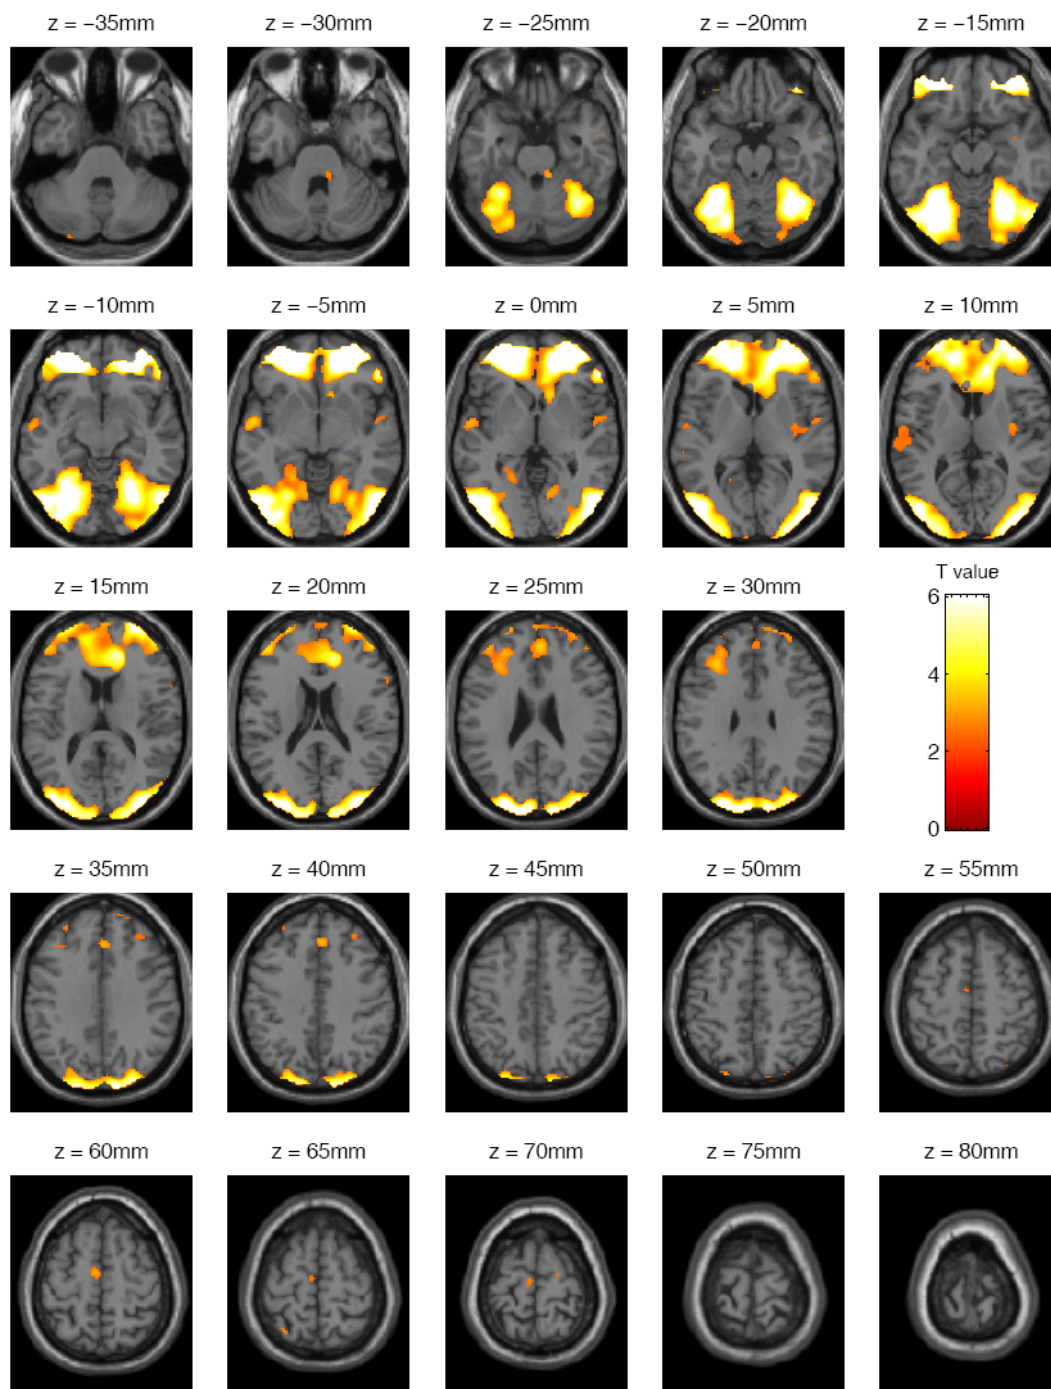 z = −35mm
z = −30mm
z = −25mm
z = −20mm
z = −15mm
z = −10mm
z = −5mm
z = 0mm
z = 5mm
z = 10mm
z = 15mm
z = 20mm
z = 25mm
z = 30mm
T value
6
4
2
0
z = 35mm
z = 40mm
z = 45mm
z = 50mm
z = 55mm
z = 60mm
z = 65mm
z = 70mm
z = 75mm
z = 80mm